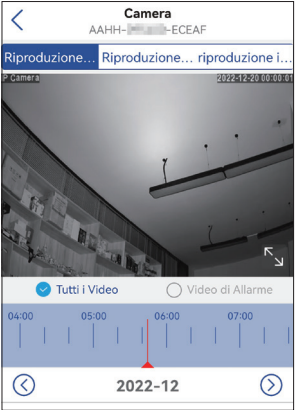 Camera
AAHH-
-ECEAF
Riproduzione... Riproduzione... riproduzione i...
P Camera 2022-12-20 00:00:01
Tutti i Video Video di Allarme
04:00 05:00 06:00 07:00
2022-12